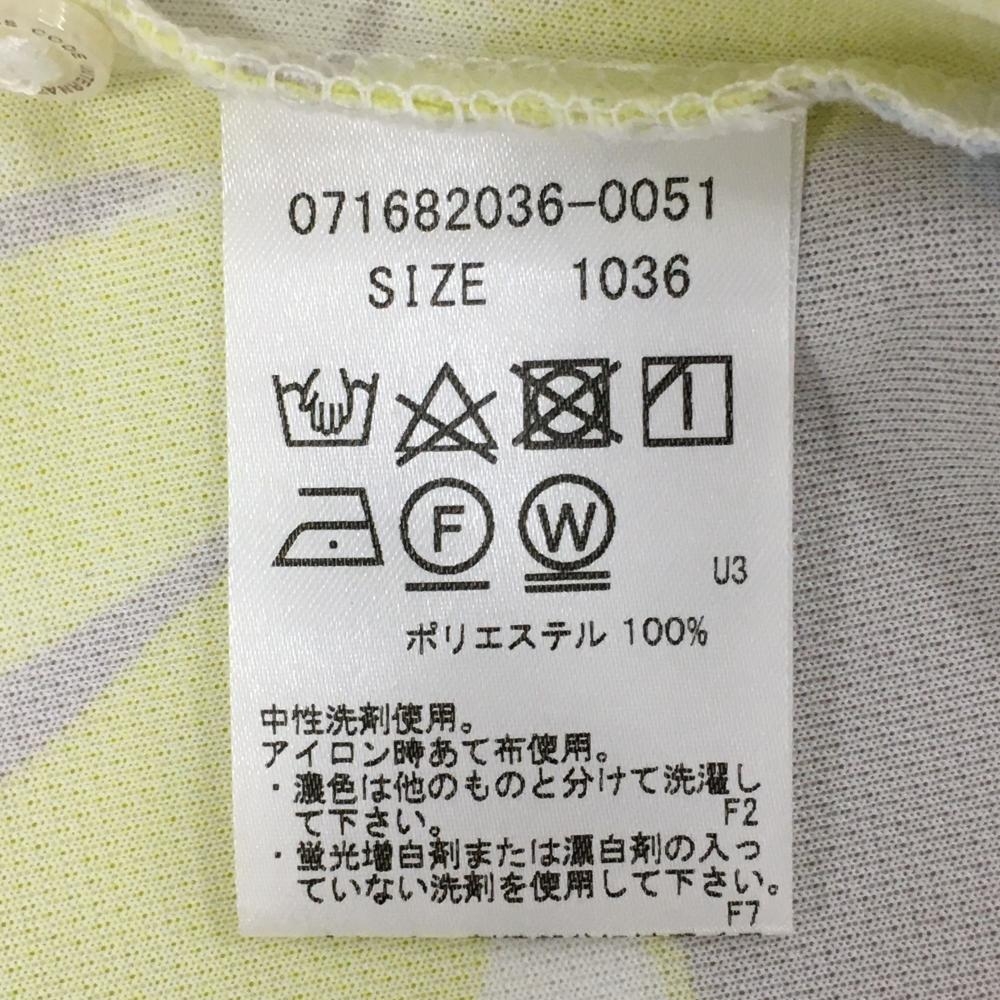 071682036-0051
SIZE 1036
F
W
U3
ポリエステル 100%
中性洗剤使用。
アイロン時あて布使用。
・濃色は他のものと分けて洗濯し
て下さい。
F2
・蛍光増白剤または漂白剤の入っ
ていない洗剤を使用して下さい。
F7